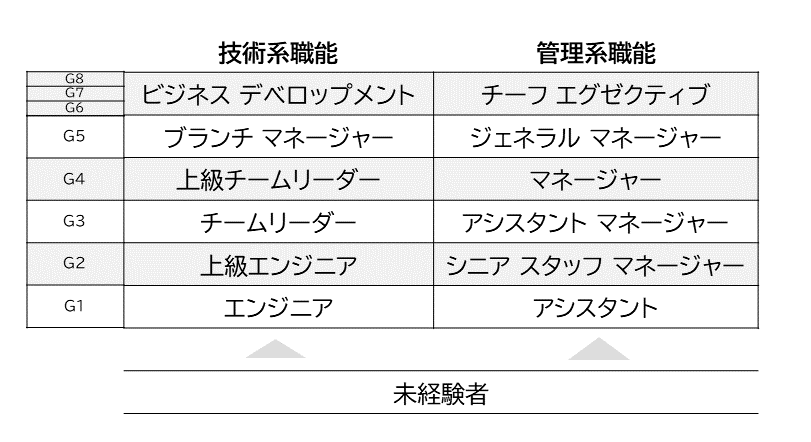 技術系職能 管理系職能
G8
G7
G6
ビジネス デベロップメント チーフ エグゼクティブ
G5 ブランチ マネージャー ジェネラル マネージャー
G4 上級チームリーダー マネージャー
G3 チームリーダー アシスタント マネージャー
G2 上級エンジニア シニア スタッフ マネージャー
G1 エンジニア アシスタント
未経験者